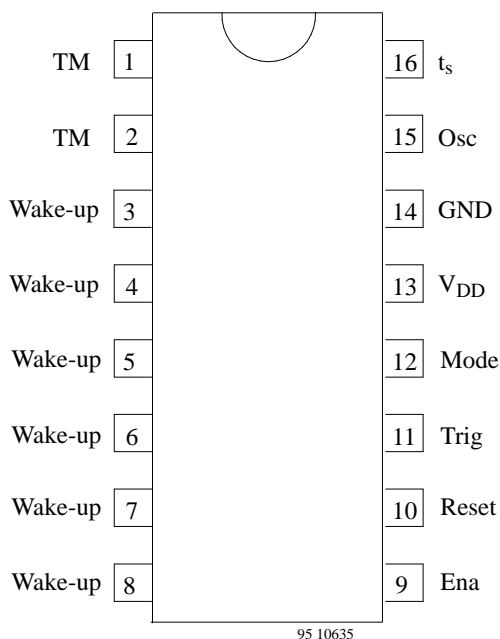 TM 1 16 ts
TM 2 15 Osc
Wake-up 3 14 GND
Wake-up 4 13 VDD
Wake-up 5 12 Mode
Wake-up 6 11 Trig
Wake-up 7 10 Reset
Wake-up 8 9 Ena
95 10635